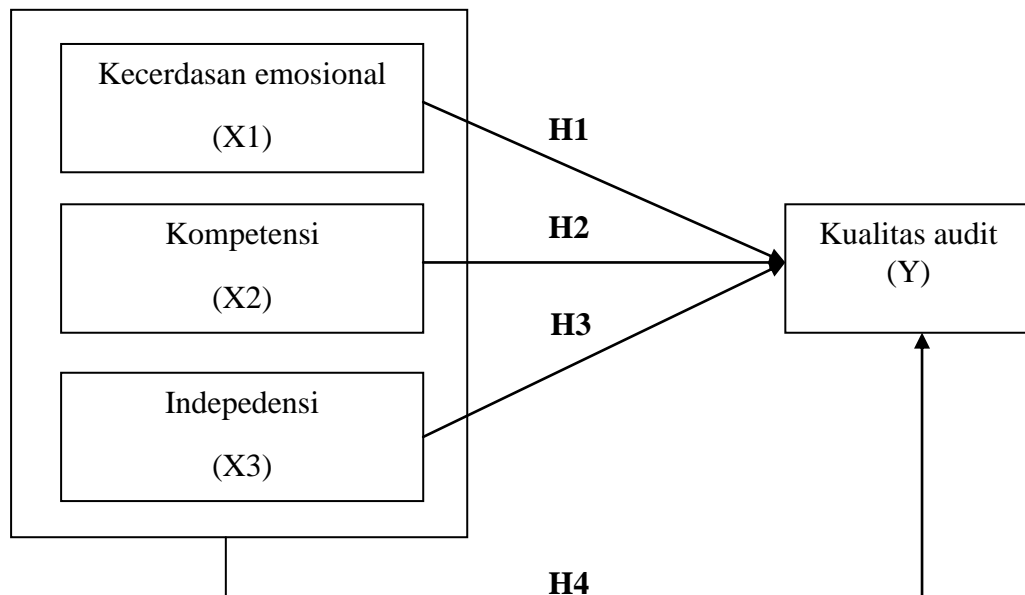 Kecerdasan emosional
(X1)
H1
Kompetensi
(X2)
H2
Kualitas audit
(Y)
H3
Indepedensi
(X3)
H4